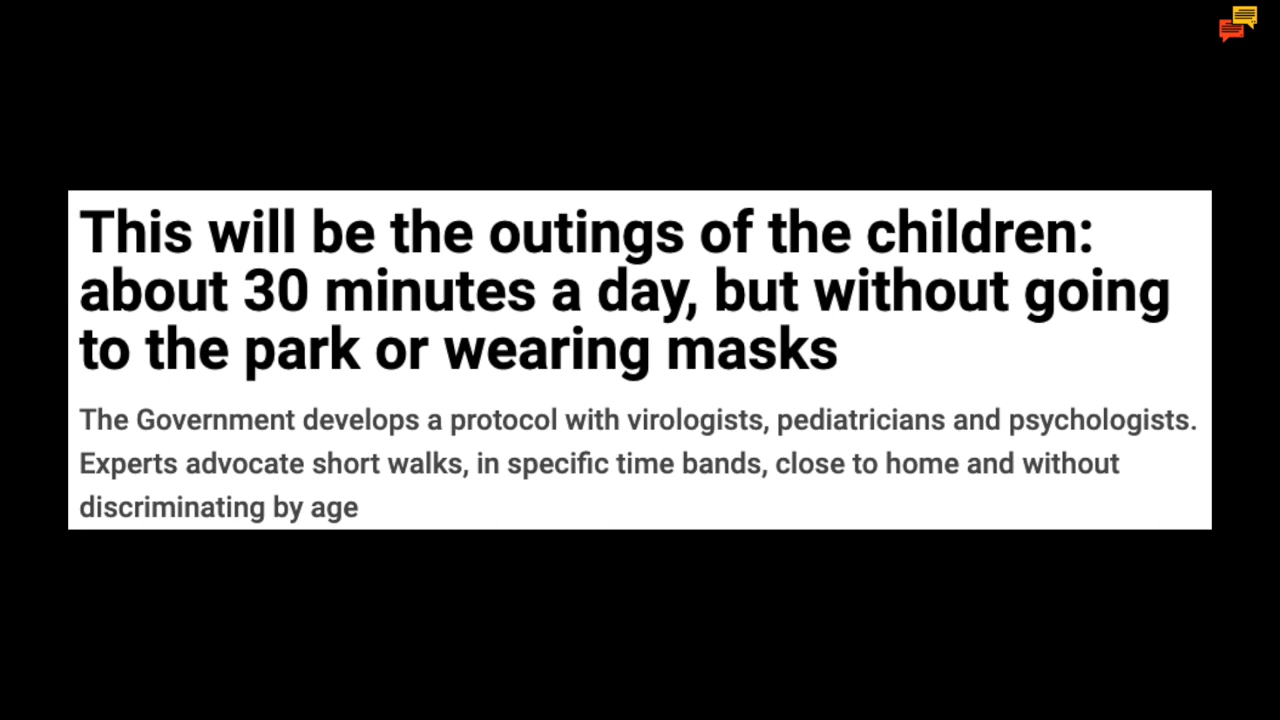 This will be the outings of the children:
about 30 minutes a day, but without going
to the park or wearing masks
The Government develops a protocol with virologists, pediatricians and psychologists.
Experts advocate short walks, in specific time bands, close to home and without
discriminating by age